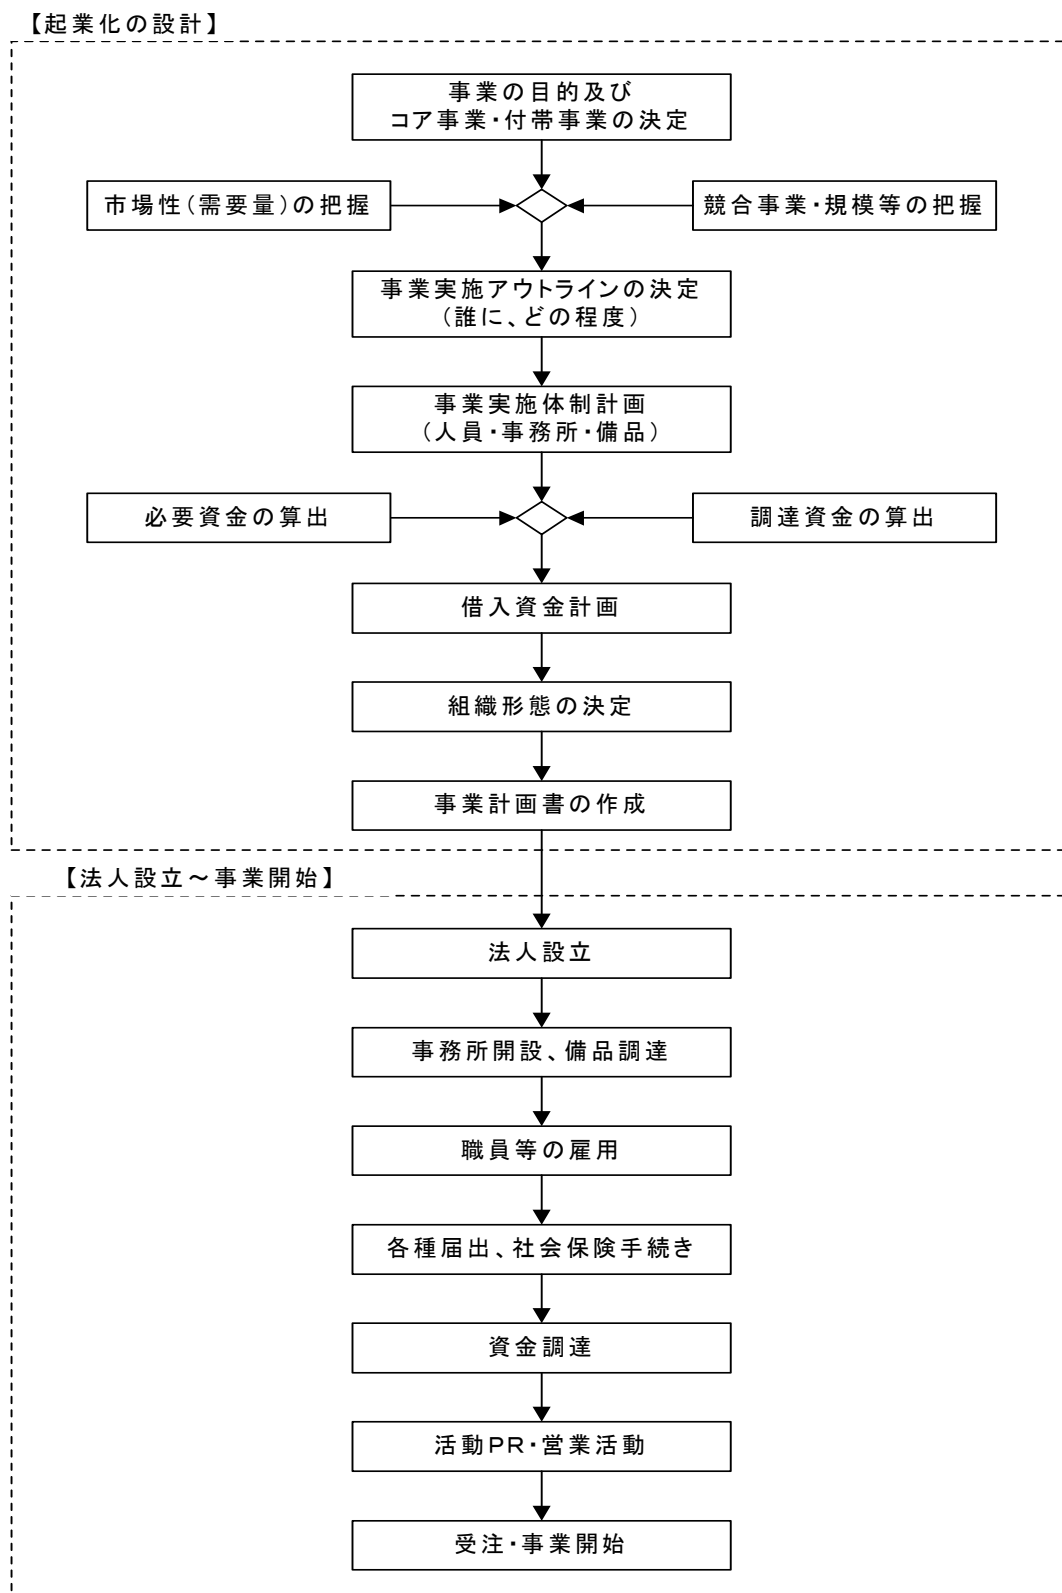 【起業化の設計】
事業の目的及び
コア事業・付帯事業の決定
市場性(需要量)の把握
競合事業・規模等の把握
事業実施アウトラインの決定
(誰に、どの程度)
事業実施体制計画
(人員・事務所・備品)
必要資金の算出
調達資金の算出
借入資金計画
組織形態の決定
事業計画書の作成
【法人設立～事業開始】
法人設立
事務所開設、備品調達
職員等の雇用
各種届出、社会保険手続き
資金調達
活動PR・営業活動
受注・事業開始